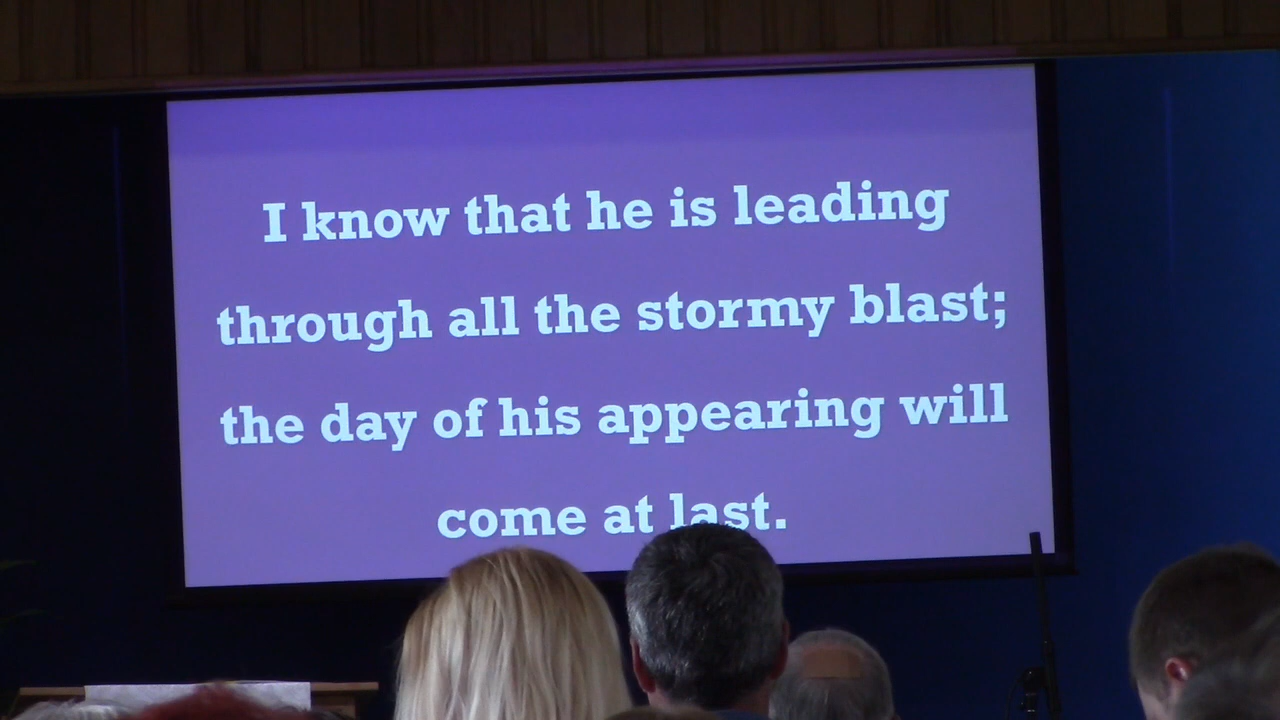 I know that he is leading
through all the stormy blast;
the day of his appearing will
come at last.